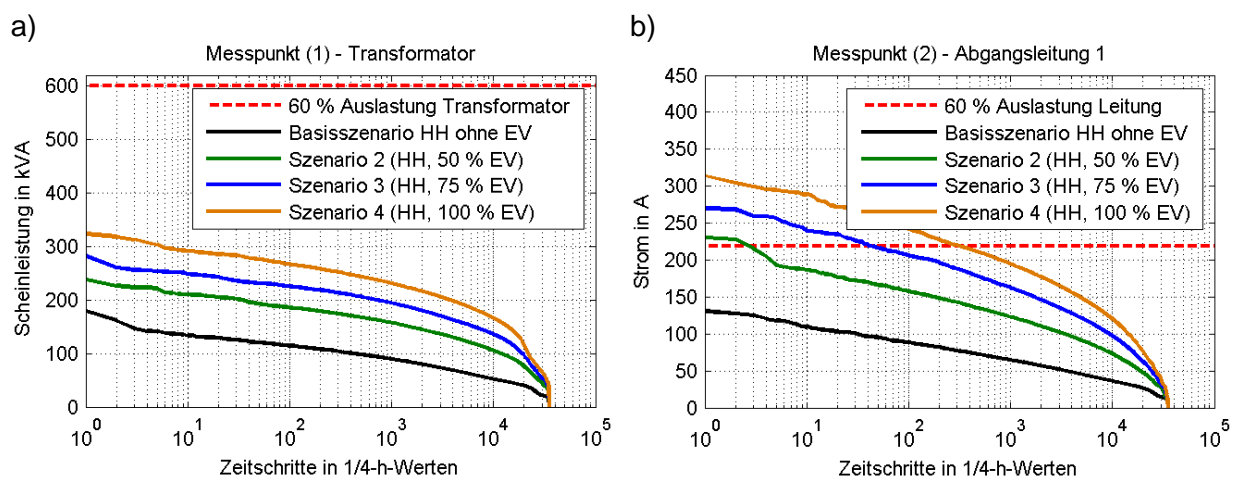 a)
Messpunkt (1) - Transformator
Scheinleistung in kVA
600
500
400
300
200
100
0
60 % Auslastung Transformator
Basisszenario HH ohne EV
Szenario 2 (HH, 50 % EV)
Szenario 3 (HH, 75 % EV)
Szenario 4 (HH, 100 % EV)
10^0 10^1 10^2 10^3 10^4 10^5
Zeitschritte in 1/4-h-Werten
b)
Messpunkt (2) - Abgangsleitung 1
Strom in A
450
400
350
300
250
200
150
100
50
0
60 % Auslastung Leitung
Basisszenario HH ohne EV
Szenario 2 (HH, 50 % EV)
Szenario 3 (HH, 75 % EV)
Szenario 4 (HH, 100 % EV)
10^0 10^1 10^2 10^3 10^4 10^5
Zeitschritte in 1/4-h-Werten